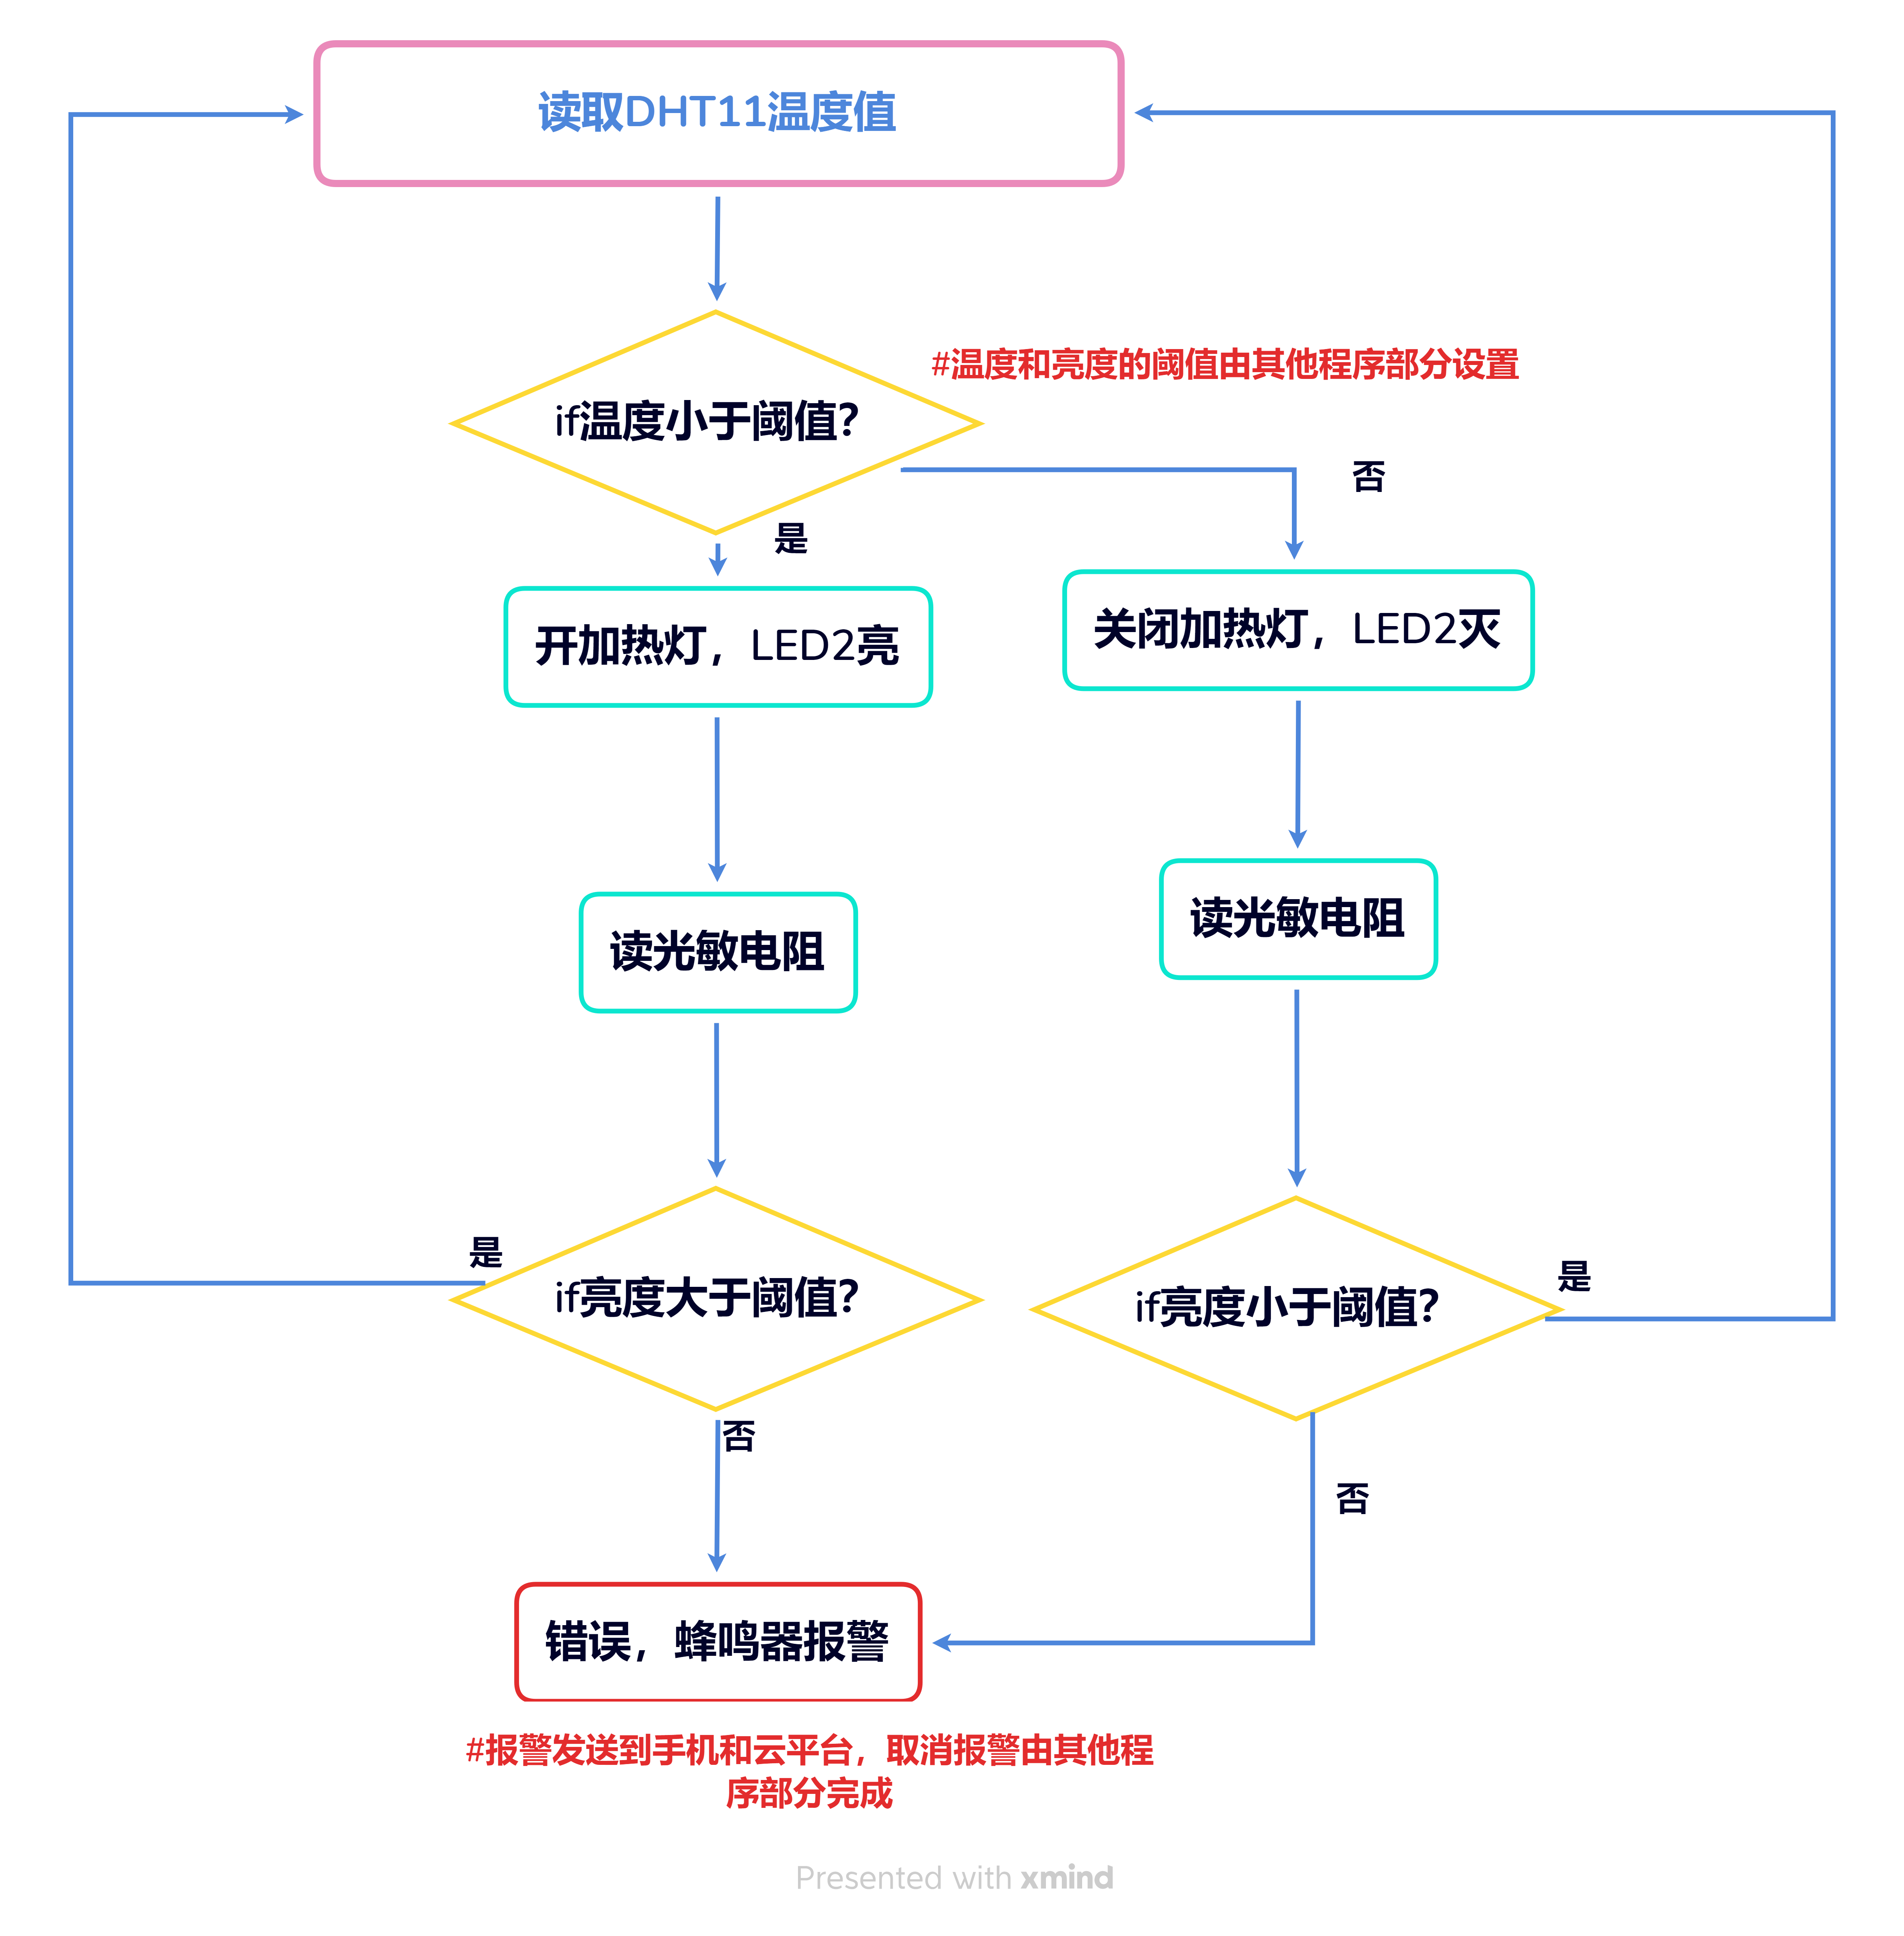 读取DHT11温度值
#温度和亮度的阈值由其他程序部分设置
if温度小于阈值？
否
是
开加热灯，LED2亮
关闭加热灯，LED2灭
读光敏电阻
读光敏电阻
是
if亮度大于阈值？
是
if亮度小于阈值？
否
否
错误，蜂鸣器报警
#报警发送到手机和云平台，取消报警由其他程
序部分完成
Presented with xmind